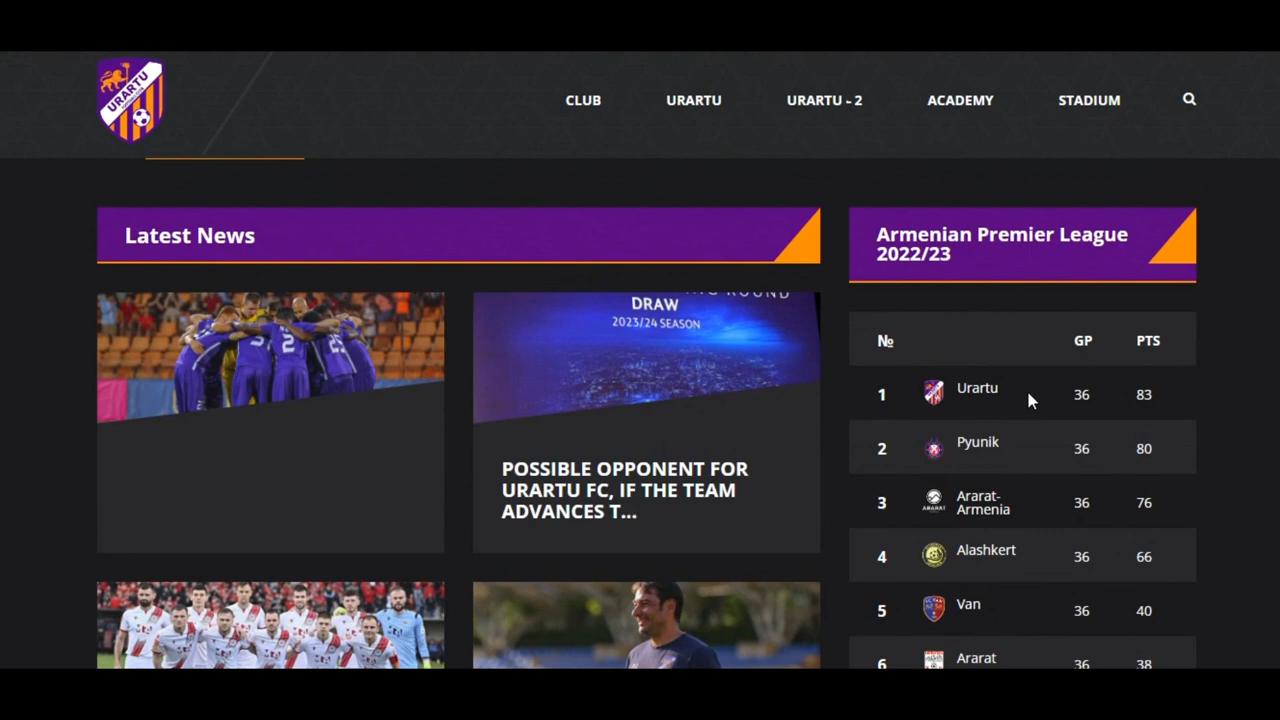 URARTU
CLUB
URARTU
URARTU - 2
ACADEMY
STADIUM
Latest News
DRAW
2023/24 SEASON
POSSIBLE OPPONENT FOR
URARTU FC, IF THE TEAM
ADVANCES T...
Armenian Premier League
2022/23
№ GP PTS
1 Urartu 36 83
2 Pyunik 36 80
3 Ararat-
Armenia 36 76
4 Alashkert 36 66
5 Van 36 40
6 Ararat 36 38